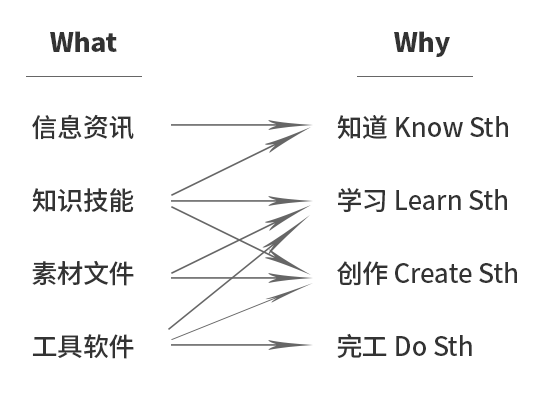 What Why
信息资讯 知道 Know Sth
知识技能 学习 Learn Sth
素材文件 创作 Create Sth
工具软件 完工 Do Sth